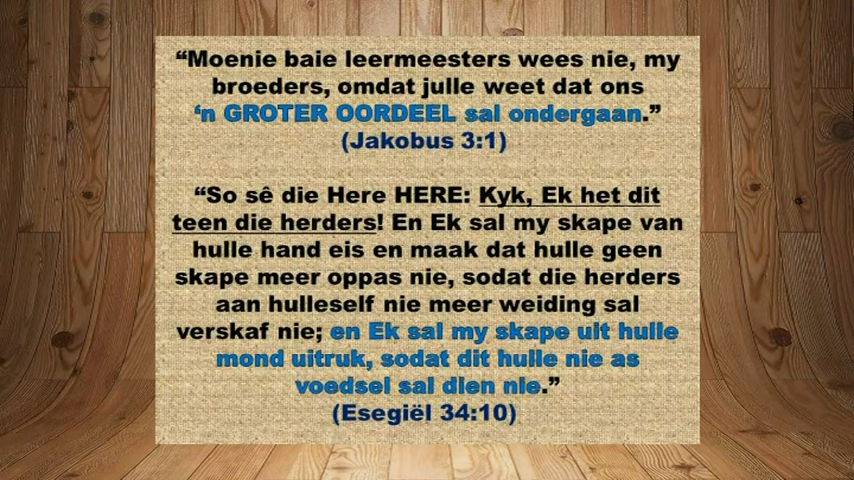 “Moenie baie leermeesters wees nie, my
broeders, omdat julle weet dat ons
‘n GROTER OORDEEL sal ondergaan.”
(Jakobus 3:1)
“So sê die Here HERE: Kyk, Ek het dit
teen die herders! En Ek sal my skape van
hulle hand eis en maak dat hulle geen
skape meer oppas nie, sodat die herders
aan hulleself nie meer weiding sal
verskaf nie; en Ek sal my skape uit hulle
mond uitruk, sodat dit hulle nie as
voedsel sal dien nie.”
(Esegiël 34:10)